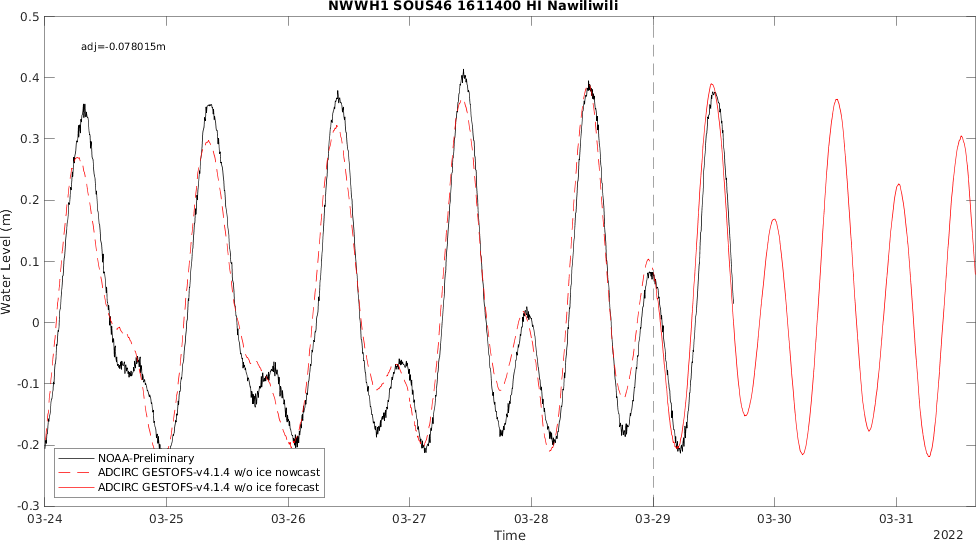 NWWH1 SOUS46 1611400 HI Nawiliwili
adj=-0.078015m
0.5
0.4
0.3
0.2
0.1
0
-0.1
-0.2
-0.3
Water Level (m)
NOAA-Preliminary
ADCIRC GESTOFS-v4.1.4 w/o ice nowcast
ADCIRC GESTOFS-v4.1.4 w/o ice forecast
03-24 03-25 03-26 03-27 03-28 03-29 03-30 03-31
Time
2022